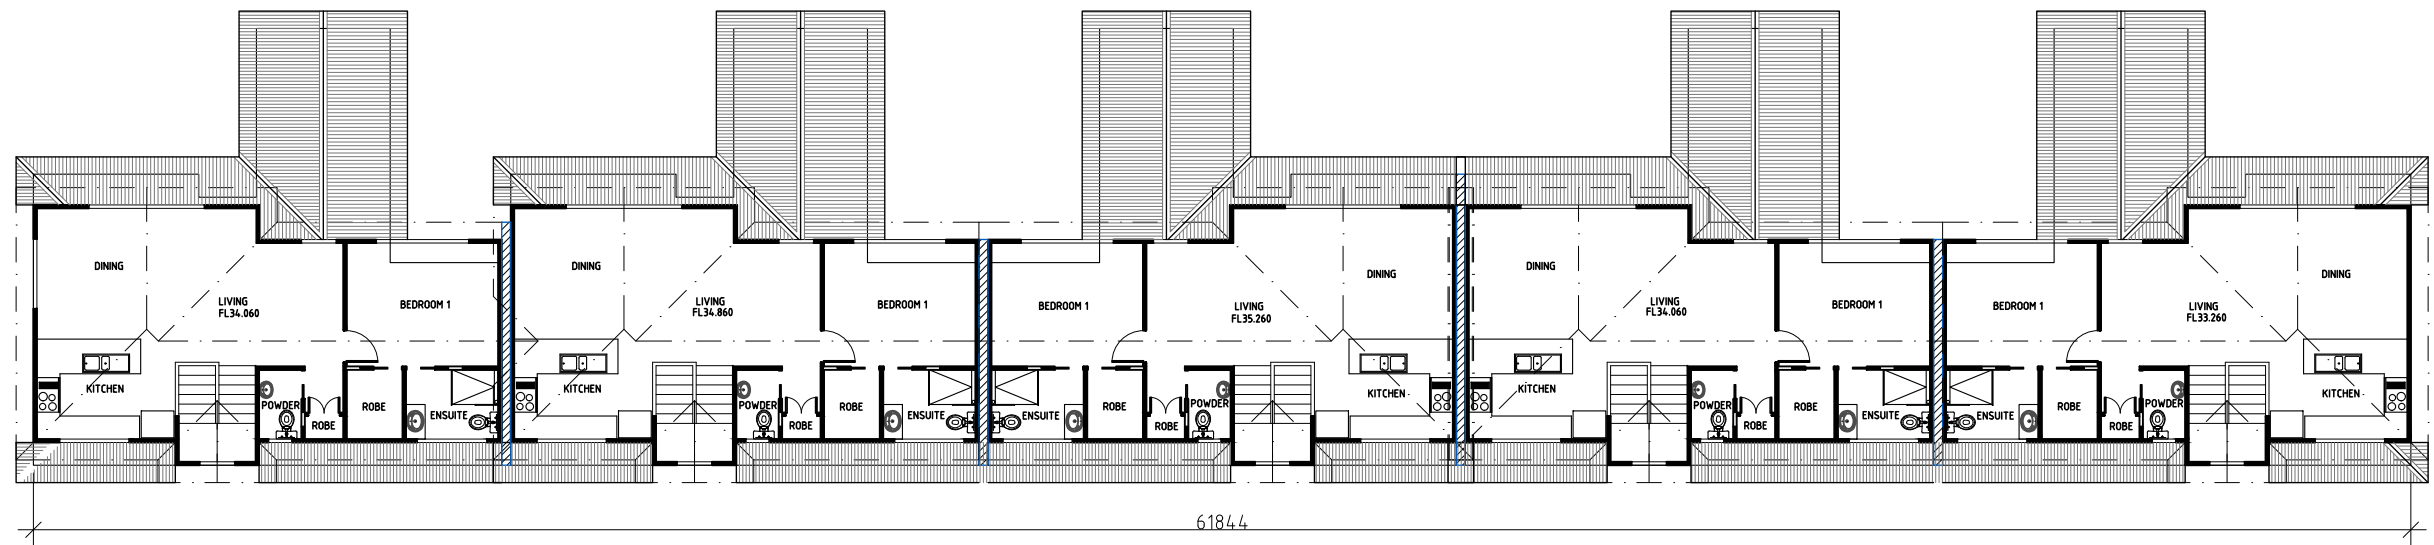 DINING
LIVING
FL34.060
BEDROOM 1
KITCHEN
POWDER
ROBE
ROBE
ENSUITE
DINING
LIVING
FL34.860
BEDROOM 1
KITCHEN
POWDER
ROBE
ROBE
ENSUITE
BEDROOM 1
LIVING
FL35.260
DINING
ENSUITE
ROBE
ROBE
POWDER
KITCHEN
DINING
LIVING
FL34.060
BEDROOM 1
KITCHEN
POWDER
ROBE
ROBE
ENSUITE
BEDROOM 1
LIVING
FL33.260
DINING
ENSUITE
ROBE
ROBE
POWDER
KITCHEN
61844